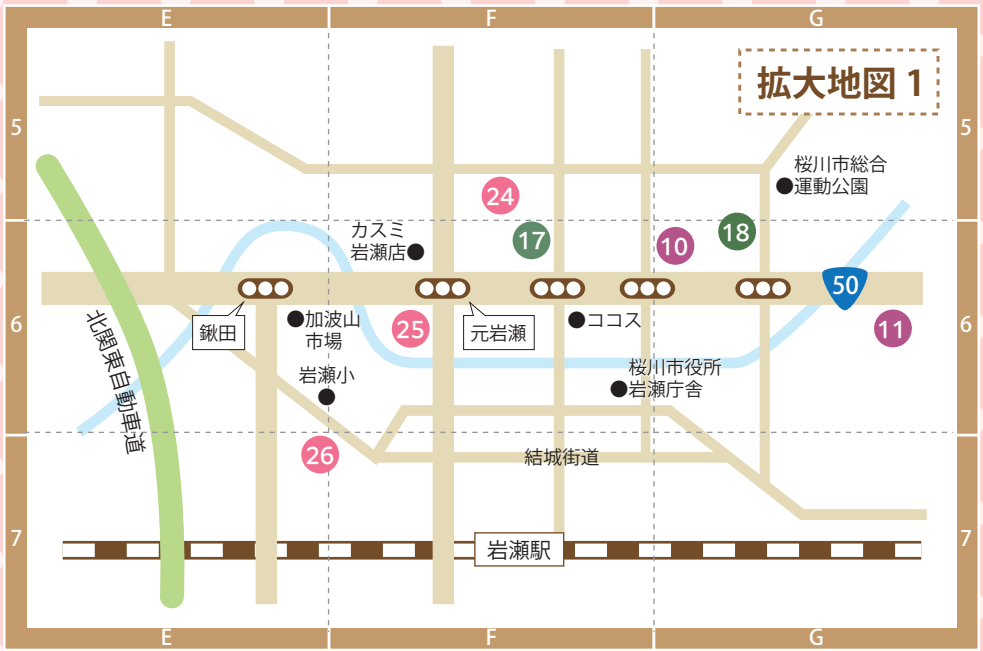 E
F
G
拡大地図 1
5
5
桜川市総合
運動公園
24
カスミ
岩瀬店
17
10
18
50
鍬田
加波山
市場
25
元岩瀬
ココス
11
6
6
北関東自動車道
岩瀬小
桜川市役所
岩瀬庁舎
26
結城街道
7
7
岩瀬駅
E
F
G